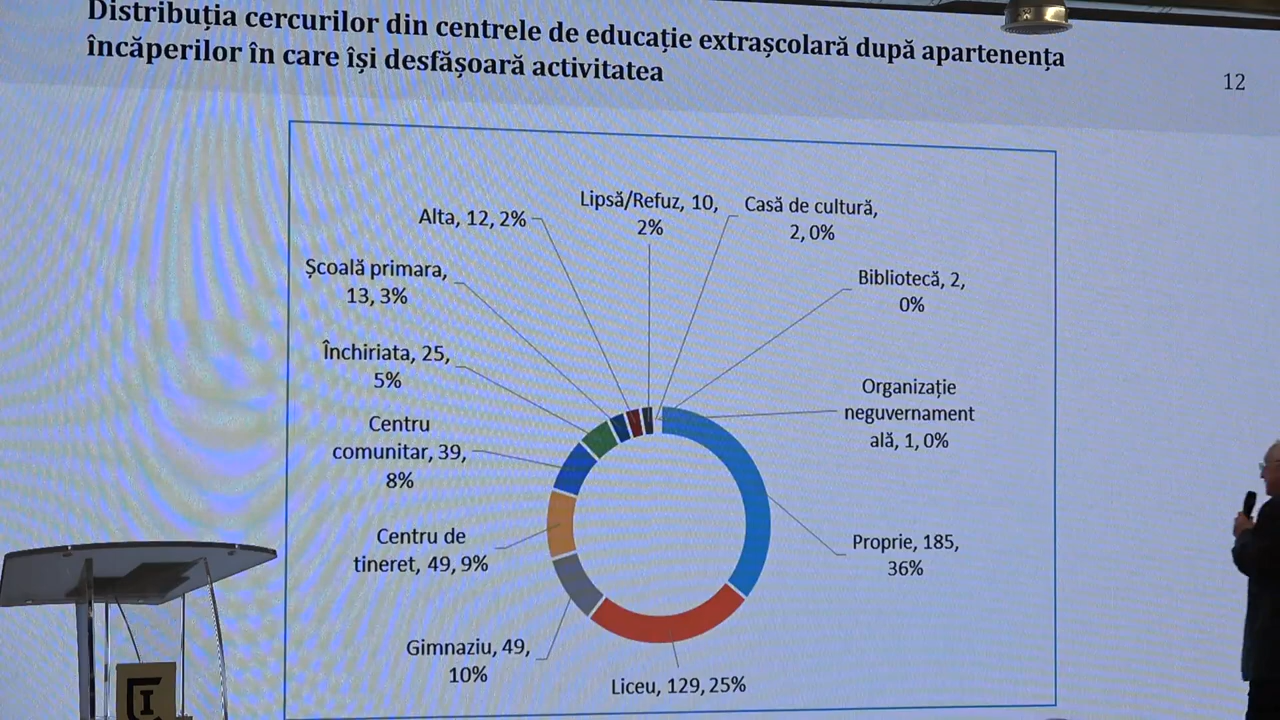 Distribuția cercurilor din centrele de educație extrașcolară după apartenența
încăperilor în care își desfășoară activitatea
12
Lipsă/Refuz, 10,
2%
Casă de cultură,
2, 0%
Alta, 12, 2%
Școală primara,
13, 3%
Bibliotecă, 2,
0%
Închiriata, 25,
5%
Organizație
neguvernament
ală, 1, 0%
Centru
comunitar, 39,
8%
Centru de
tineret, 49, 9%
Proprie, 185,
36%
Gimnaziu, 49,
10%
Liceu, 129, 25%